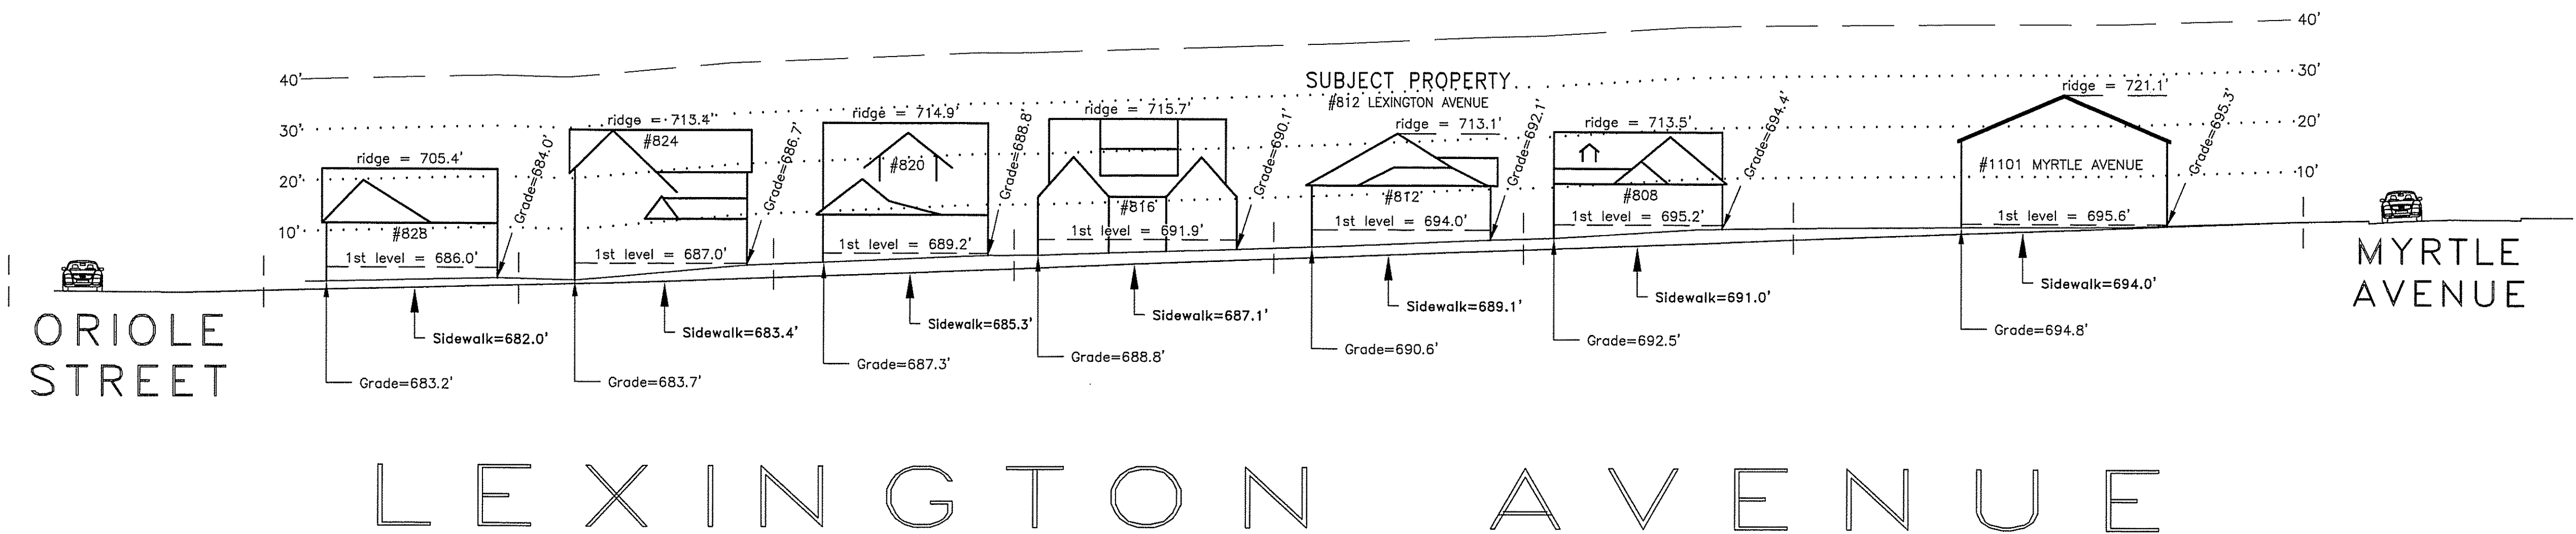 40'
40'
SUBJECT PROPERTY
#812 LEXINGTON AVENUE
30'
ridge = 721.1'
30'
ridge = 705.4'
#828
1st level = 686.0'
Grade=684.0'
ridge = 713.4'
#824
1st level = 687.0'
Grade=686.7'
ridge = 714.9'
#820
1st level = 689.2'
Grade=688.8'
ridge = 715.7'
#816
1st level = 691.9'
Grade=690.1'
ridge = 713.1'
#812
1st level = 694.0'
Grade=692.1'
ridge = 713.5'
#808
1st level = 695.2'
Grade=694.4'
#1101 MYRTLE AVENUE
1st level = 695.6'
Grade=695.3'
20'
20'
10'
10'
ORIOLE
STREET
MYRTLE
AVENUE
Sidewalk=682.0'
Sidewalk=683.4'
Sidewalk=685.3'
Sidewalk=687.1'
Sidewalk=689.1'
Sidewalk=691.0'
Sidewalk=694.0'
Grade=683.2'
Grade=683.7'
Grade=687.3'
Grade=688.8'
Grade=690.6'
Grade=692.5'
Grade=694.8'
LEXINGTON AVENUE